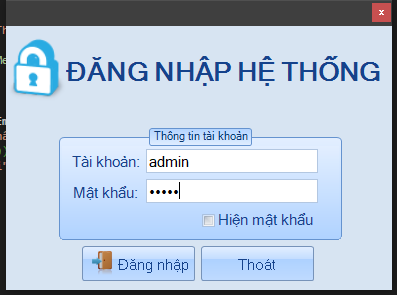 x
ĐĂNG NHẬP HỆ THỐNG
Thông tin tài khoản
Tài khoản: admin
Mật khẩu: •••••
Hiện mật khẩu
Đăng nhập
Thoát